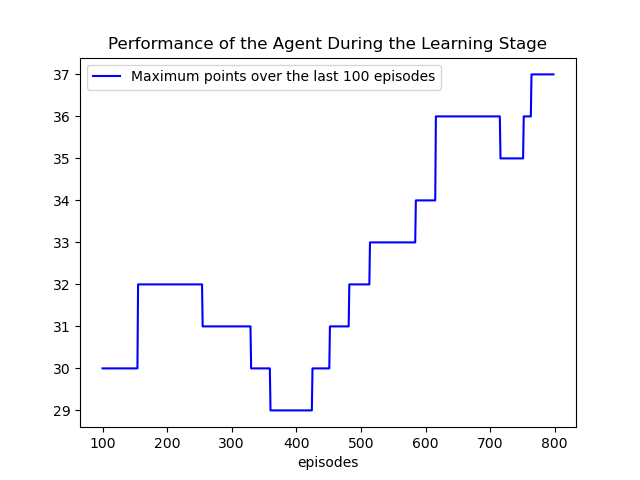 Performance of the Agent During the Learning Stage
Maximum points over the last 100 episodes
37
36
35
34
33
32
31
30
29
100 200 300 400 500 600 700 800
episodes